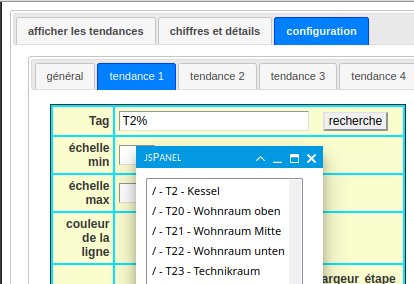 afficher les tendances chiffres et détails configuration
général tendance 1 tendance 2 tendance 3 tendance 4
Tag T2% recherche
échelle
min
JSPANEL
échelle
max
/ - T2 - Kessel
/ - T20 - Wohnraum oben
couleur
de la
ligne
/ - T21 - Wohnraum Mitte
/ - T22 - Wohnraum unten
/ - T23 - Technikraum
argeur étape